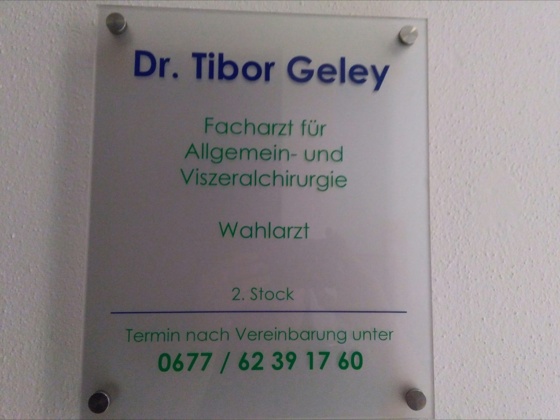 Dr. Tibor Geley
Facharzt für
Allgemein- und
Viszeralchirurgie
Wahlarzt
2. Stock
Termin nach Vereinbarung unter
0677 / 62 39 17 60